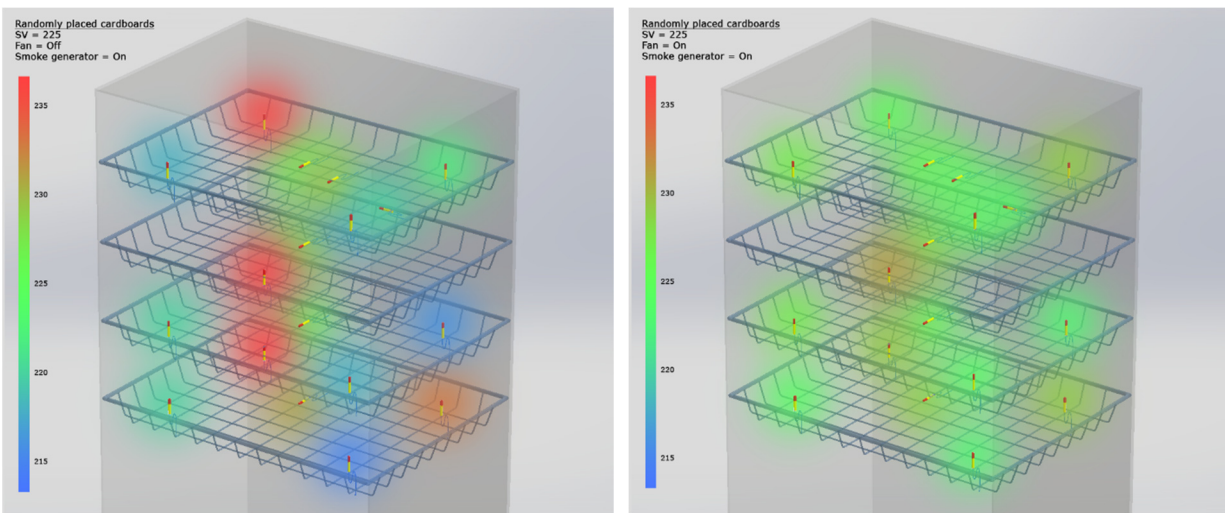 Randomly placed cardboards
SV = 225
Fan = Off
Smoke generator = On
235
230
225
220
215
Randomly placed cardboards
SV = 225
Fan = On
Smoke generator = On
235
230
225
220
215